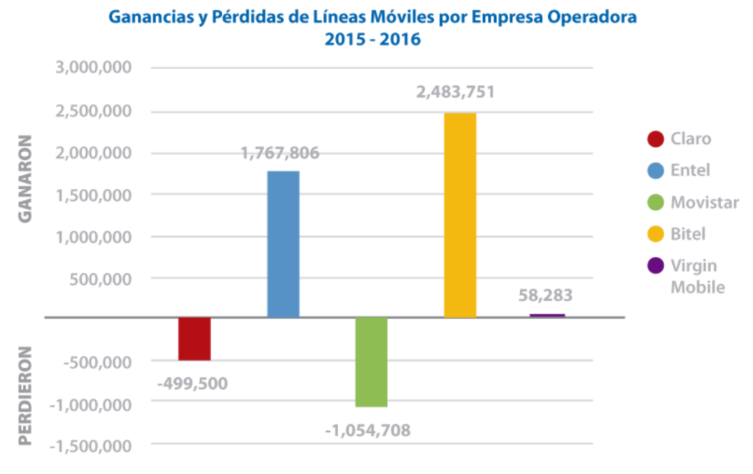 Ganancias y Pérdidas de Líneas Móviles por Empresa Operadora
2015 - 2016
GANARON
PERDIERON
3,000,000
2,500,000
2,000,000
1,500,000
1,000,000
500,000
-500,000
-1,000,000
-1,500,000
-499,500
1,767,806
-1,054,708
2,483,751
58,283
Claro
Entel
Movistar
Bitel
Virgin
Mobile